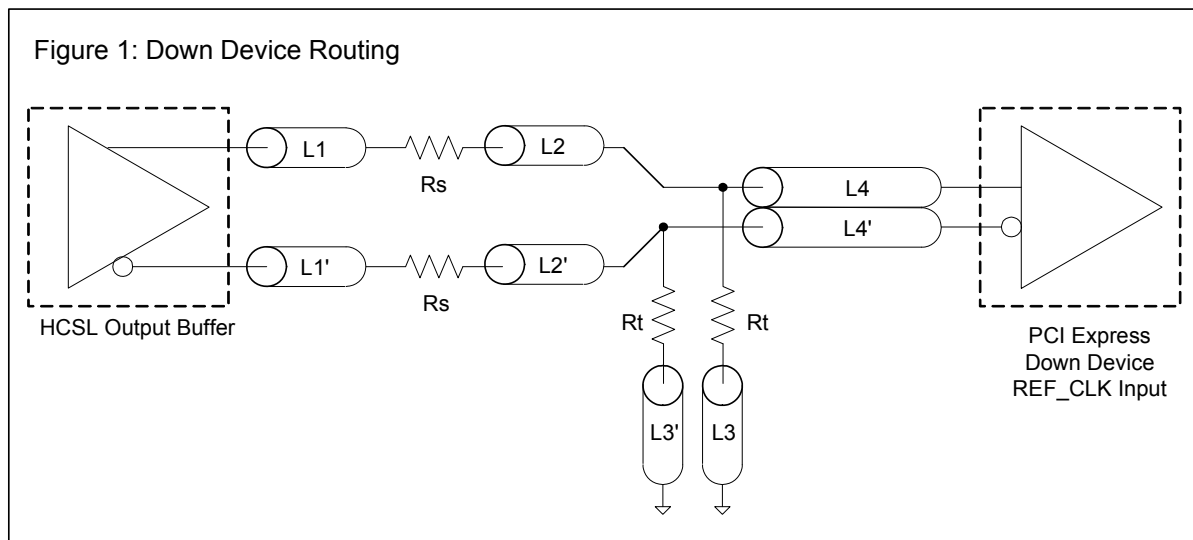 Figure 1: Down Device Routing
L1
Rs
L2
L4
L4'
L1'
Rs
L2'
HCSL Output Buffer
Rt
Rt
L3'
L3
PCI Express
Down Device
REF_CLK Input